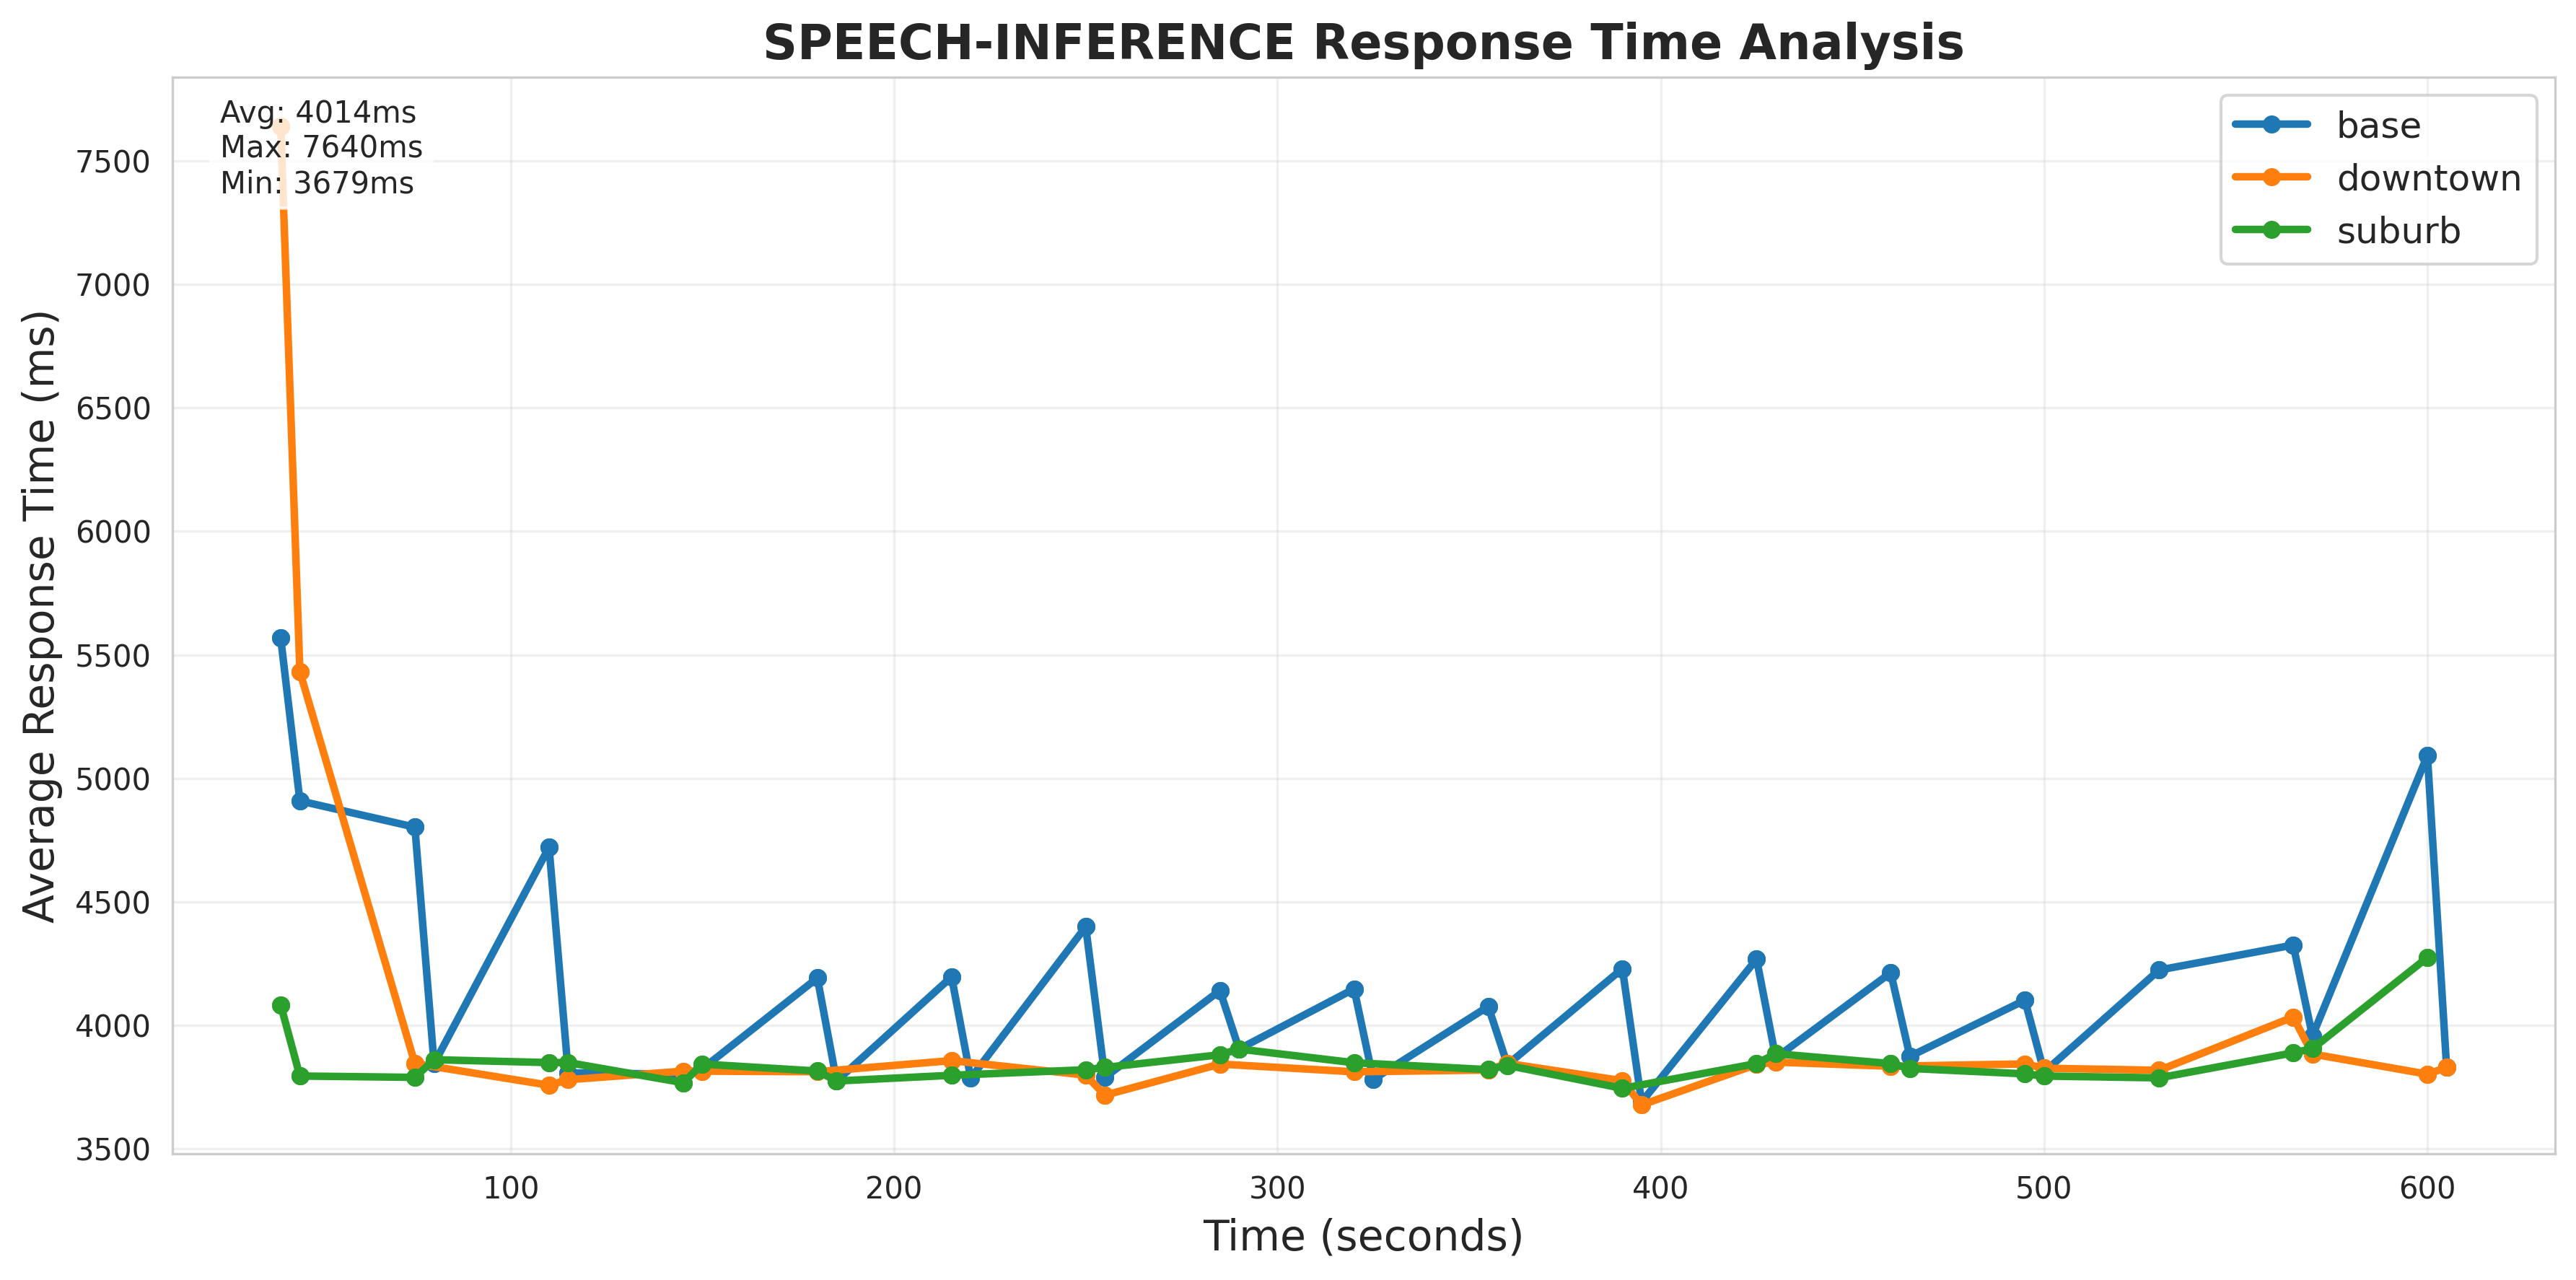 SPEECH-INFERENCE Response Time Analysis
Avg: 4014ms
Max: 7640ms
Min: 3679ms
base
downtown
suburb
Average Response Time (ms)
7500
7000
6500
6000
5500
5000
4500
4000
3500
100 200 300 400 500 600
Time (seconds)